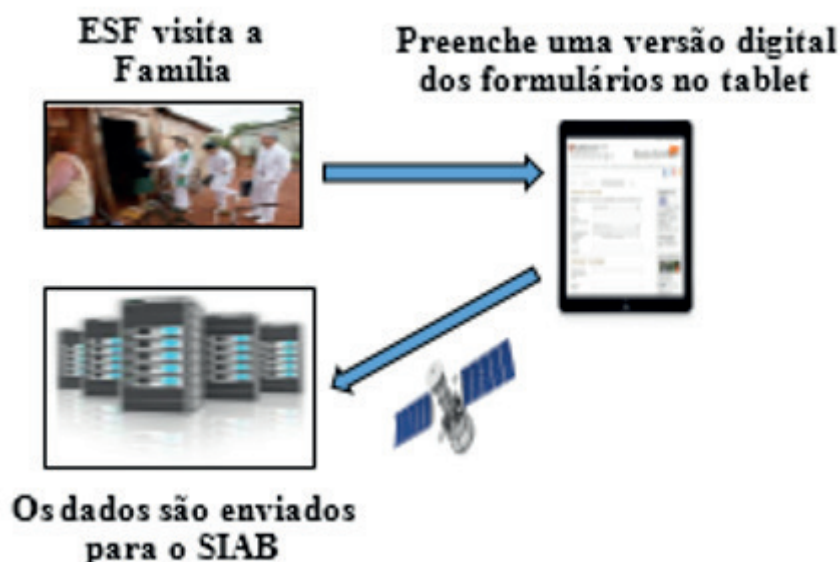 ESF visita a
Família
Preenche uma versão digital
dos formulários no tablet
Os dados são enviados
para o SIAB